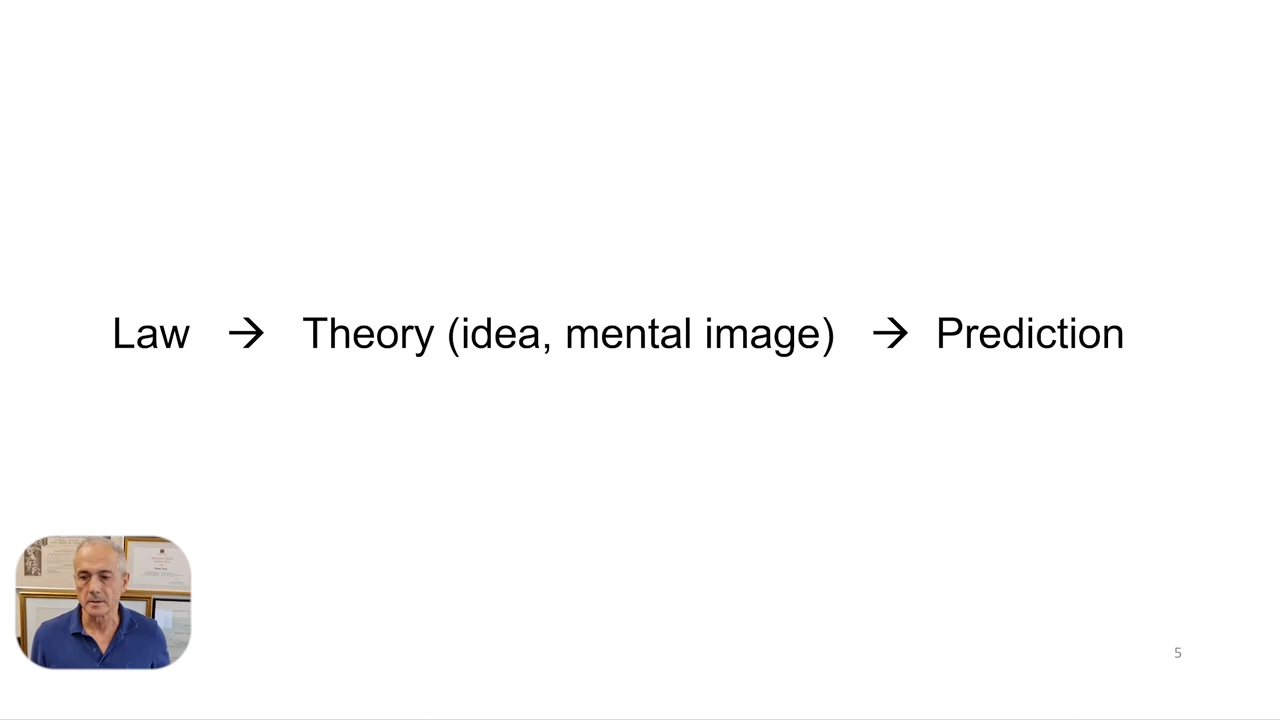 Law → Theory (idea, mental image) → Prediction
5